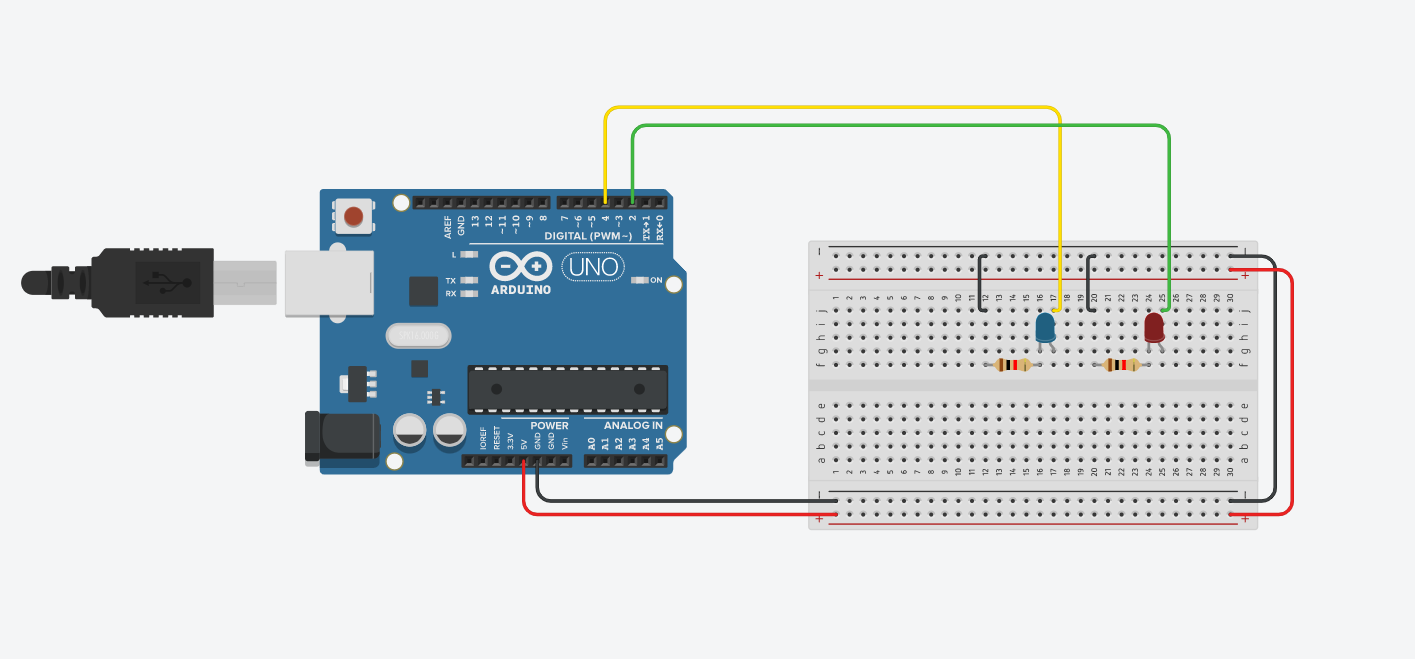 AREF
GND
13
12
~11
~10
~9
8
7
~6
~5
4
~3
2
TX→1
RX←0
DIGITAL (PWM~)
L
TX
RX
ARDUINO
UNO
ON
POWER
ANALOG IN
IOREF
RESET
3.3V
5V
GND
GND
Vin
A0
A1
A2
A3
A4
A5
− −
+ +
1 2 3 4 5 6 7 8 9 10 11 12 13 14 15 16 17 18 19 20 21 22 23 24 25 26 27 28 29 30
j j
i i
h h
g g
f f
e e
d d
c c
b b
a a
1 2 3 4 5 6 7 8 9 10 11 12 13 14 15 16 17 18 19 20 21 22 23 24 25 26 27 28 29 30
− −
+ +